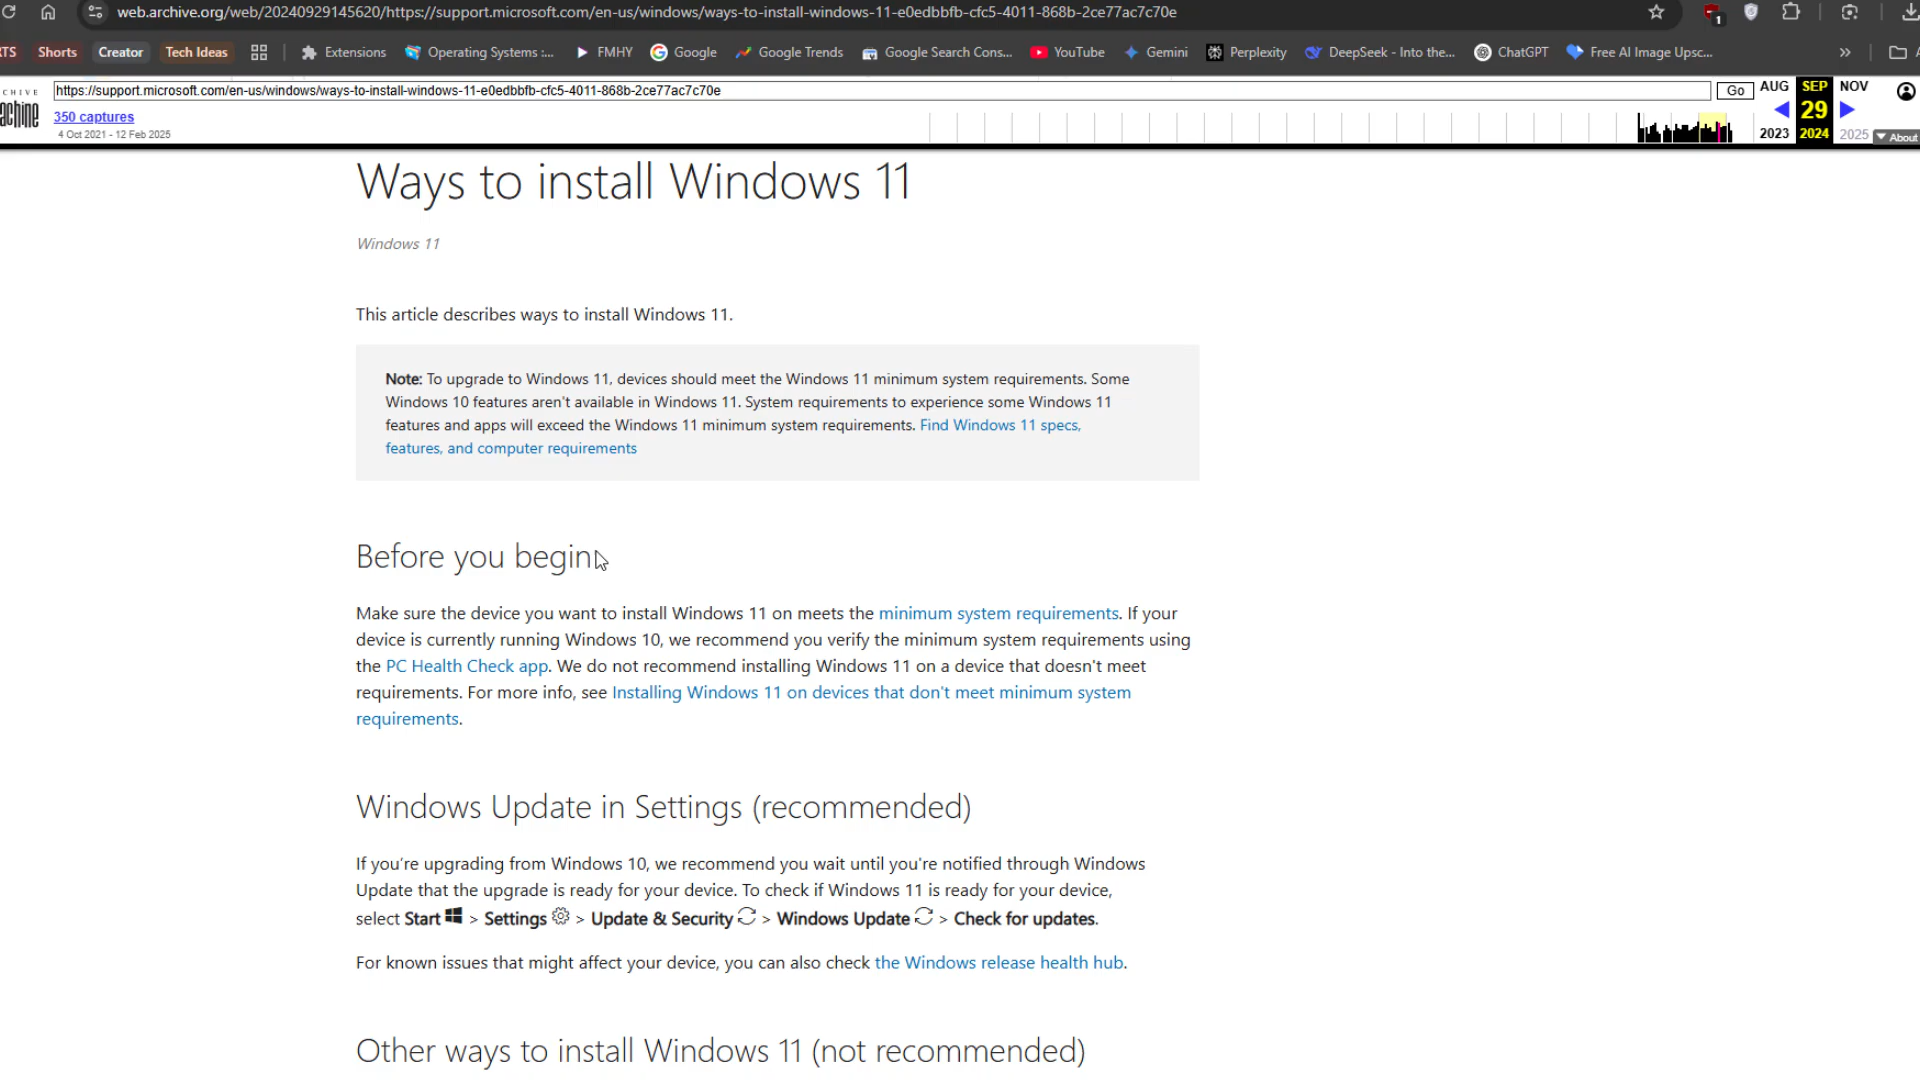 web.archive.org/web/20240929145620/https://support.microsoft.com/en-us/windows/ways-to-install-windows-11-e0edbbfb-cfc5-4011-868b-2ce77ac7c70e
1
RTS Shorts Creator Tech Ideas Extensions Operating Systems :... FMHY Google Google Trends Google Search Cons... YouTube Gemini Perplexity DeepSeek - Into the... ChatGPT Free AI Image Upsc... »
https://support.microsoft.com/en-us/windows/ways-to-install-windows-11-e0edbbfb-cfc5-4011-868b-2ce77ac7c70e Go AUG SEP NOV
350 captures 29
4 Oct 2021 - 12 Feb 2025 2023 2024 2025 About
Ways to install Windows 11
Windows 11
This article describes ways to install Windows 11.
Note: To upgrade to Windows 11, devices should meet the Windows 11 minimum system requirements. Some
Windows 10 features aren't available in Windows 11. System requirements to experience some Windows 11
features and apps will exceed the Windows 11 minimum system requirements. Find Windows 11 specs,
features, and computer requirements
Before you begin
Make sure the device you want to install Windows 11 on meets the minimum system requirements. If your
device is currently running Windows 10, we recommend you verify the minimum system requirements using
the PC Health Check app. We do not recommend installing Windows 11 on a device that doesn't meet
requirements. For more info, see Installing Windows 11 on devices that don't meet minimum system
requirements.
Windows Update in Settings (recommended)
If you're upgrading from Windows 10, we recommend you wait until you're notified through Windows
Update that the upgrade is ready for your device. To check if Windows 11 is ready for your device,
select Start > Settings > Update & Security > Windows Update > Check for updates.
For known issues that might affect your device, you can also check the Windows release health hub.
Other ways to install Windows 11 (not recommended)